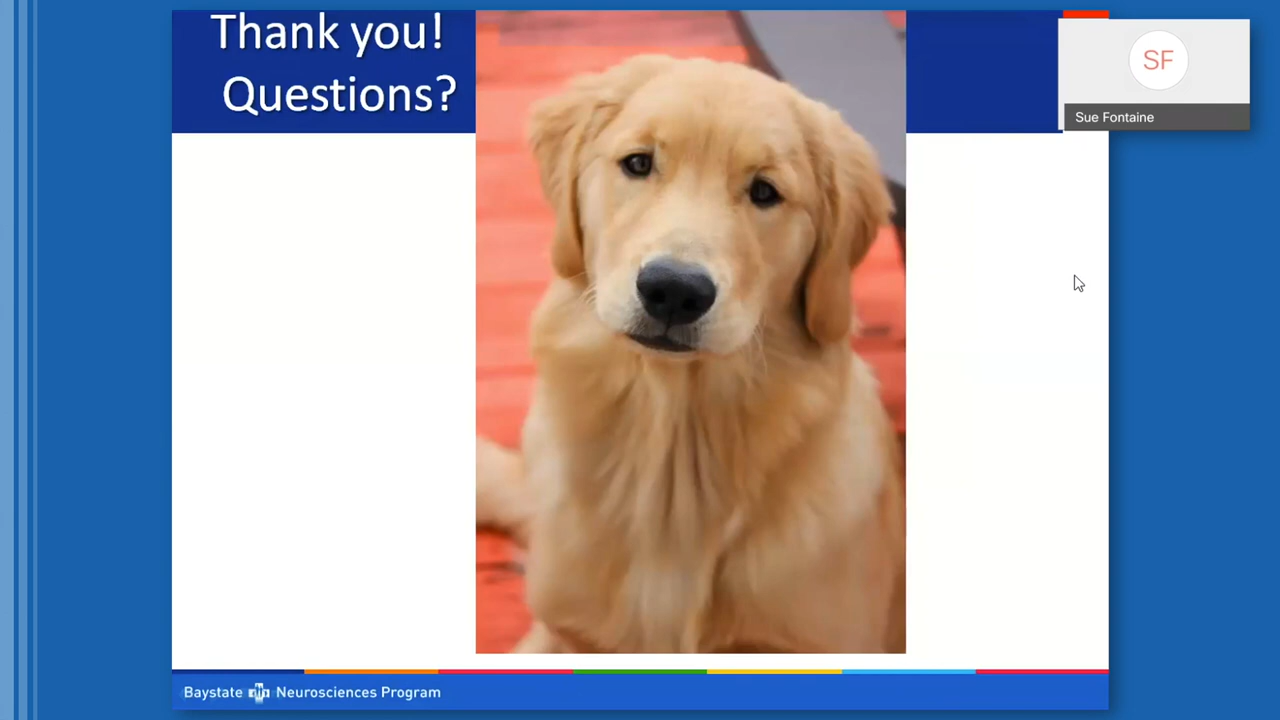 Thank you!
Questions?
SF
Sue Fontaine
Baystate Neurosciences Program